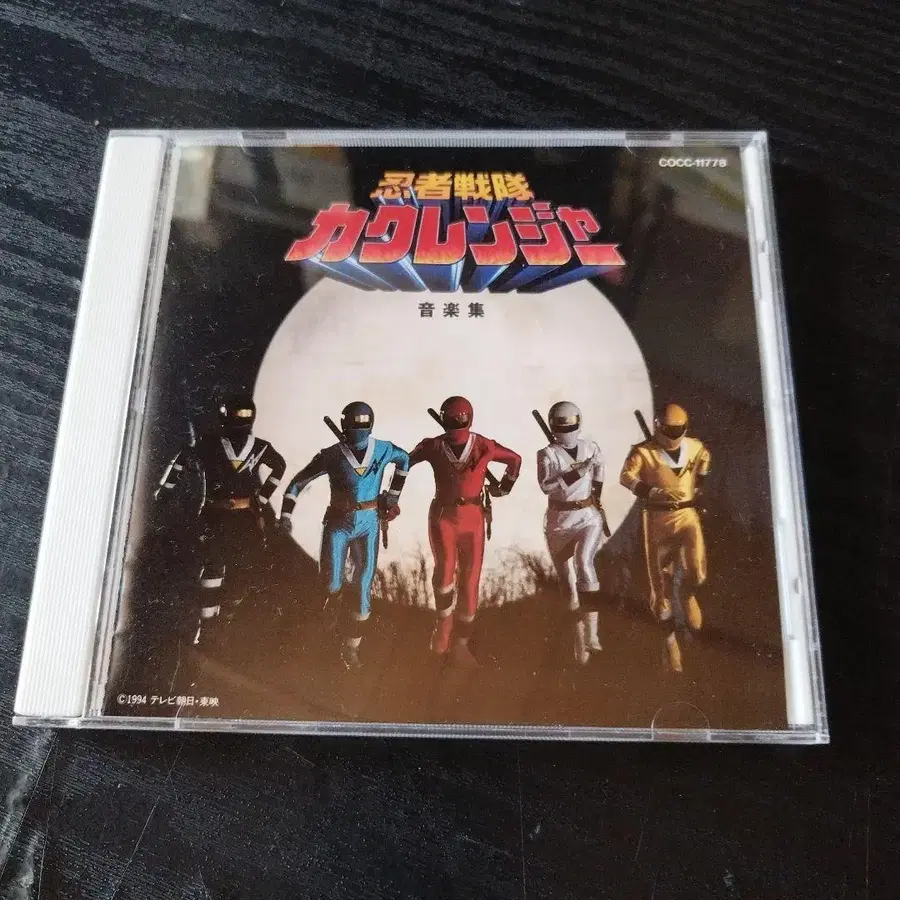 COCC-11778
忍者戦隊
カクレンジャー
音楽集
©1994 テレビ朝日・東映